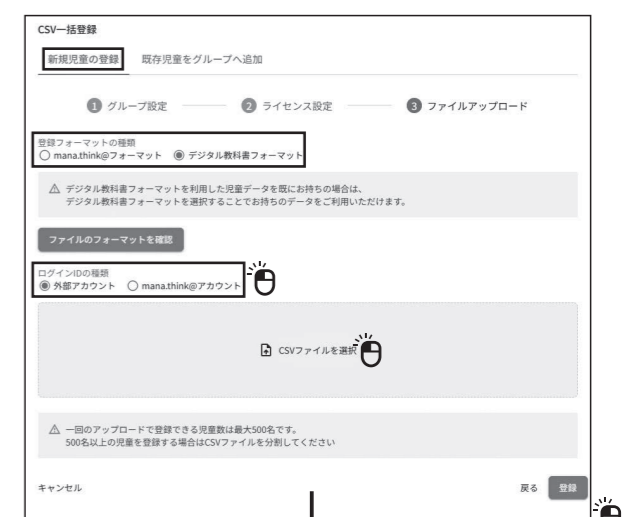 CSV一括登録
新規児童の登録 既存児童をグループへ追加
1 グループ設定 2 ライセンス設定 3 ファイルアップロード
登録フォーマットの種類
mana.think@フォーマット デジタル教科書フォーマット
デジタル教科書フォーマットを利用した児童データを既にお持ちの場合は、
デジタル教科書フォーマットを選択することでお持ちのデータをご利用いただけます。
ファイルのフォーマットを確認
ログインIDの種類
外部アカウント mana.think@アカウント
CSVファイルを選択
一回のアップロードで登録できる児童数は最大500名です。
500名以上の児童を登録する場合はCSVファイルを分割してください
キャンセル 戻る 登録